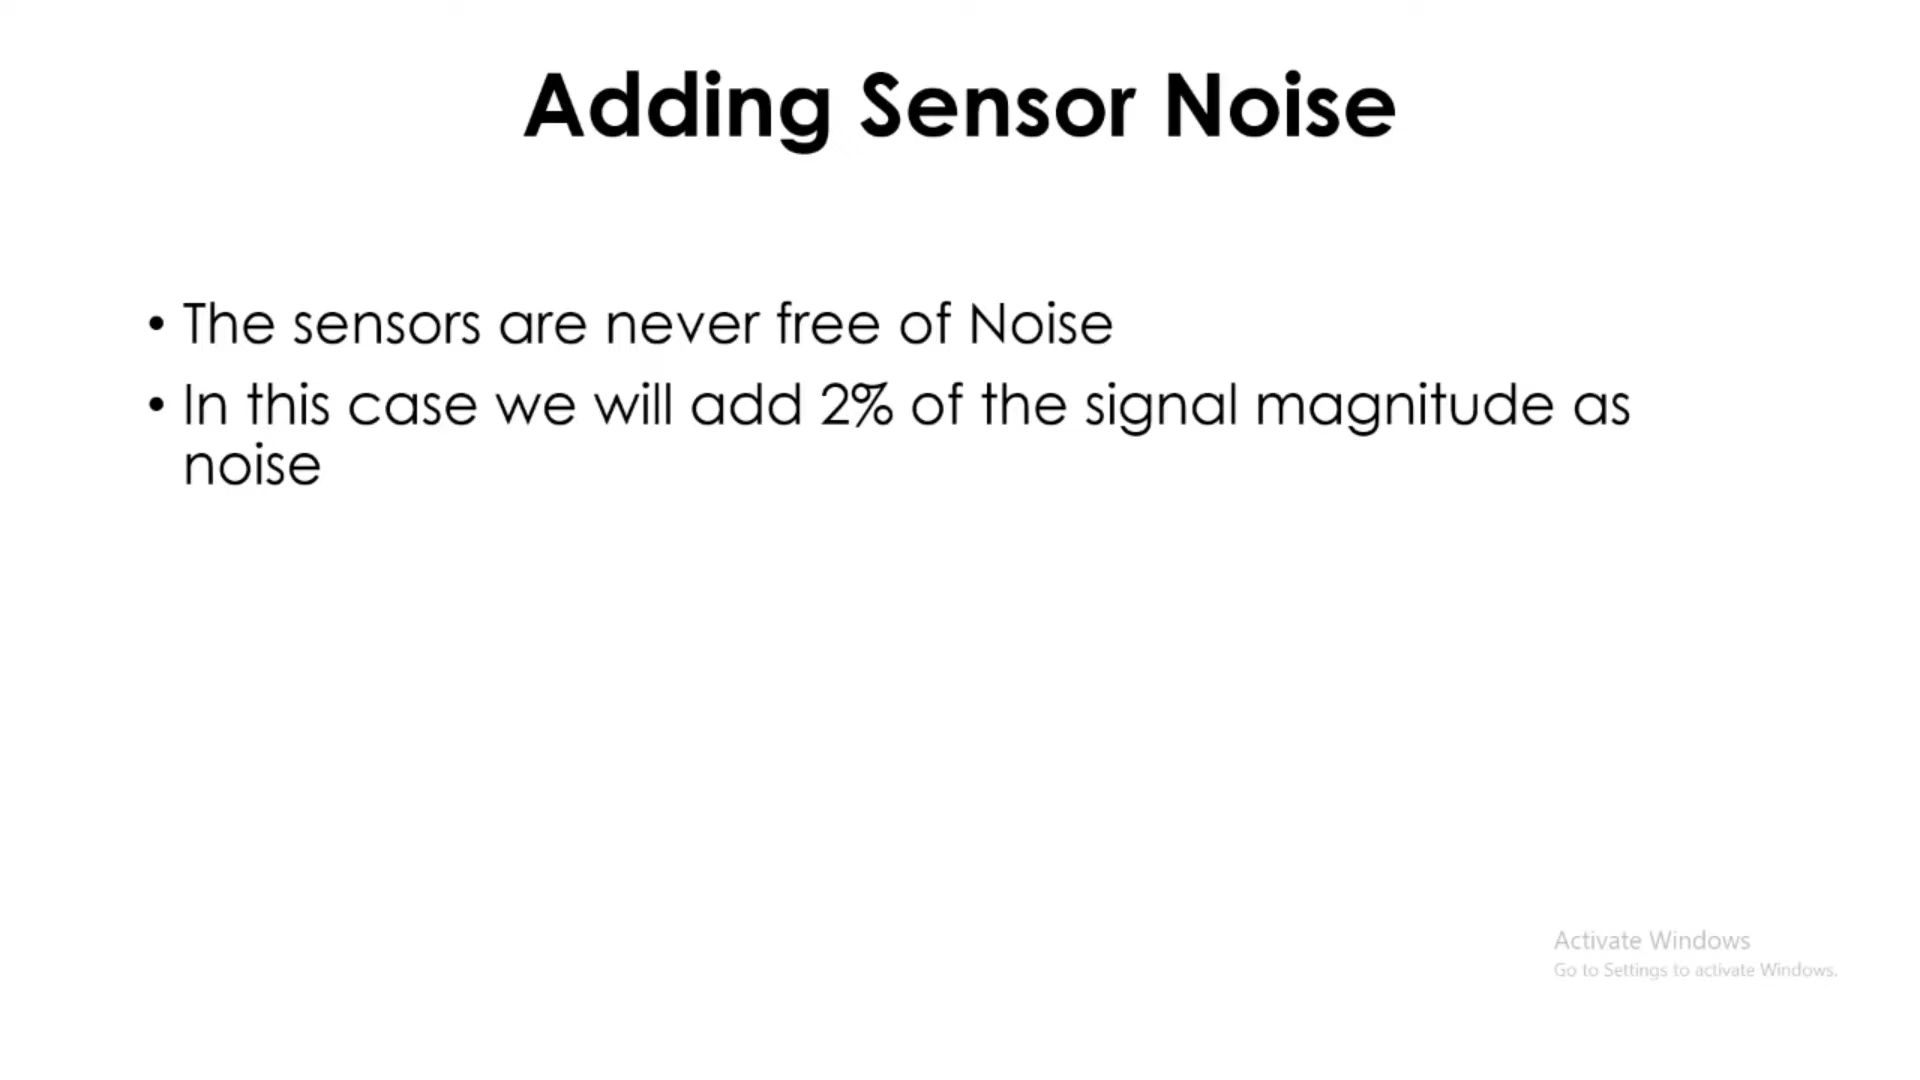 Adding Sensor Noise
• The sensors are never free of Noise
• In this case we will add 2% of the signal magnitude as
noise
Activate Windows
Go to Settings to activate Windows.